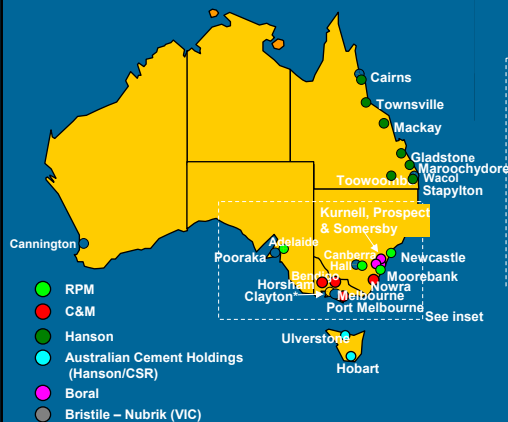 Cairns
Townsville
Mackay
Gladstone
Maroochydore
Toowoomb
Wacol
Stapylton
Kurnell, Prospect
& Somersby
Cannington
Adelaide
Pooraka
Canberra
Hall
Newcastle
Bendigo
Moorebank
Horsham
Nowra
Clayton*
Melbourne
Port Melbourne
See inset
Ulverstone
Hobart
RPM
C&M
Hanson
Australian Cement Holdings
(Hanson/CSR)
Boral
Bristile – Nubrik (VIC)